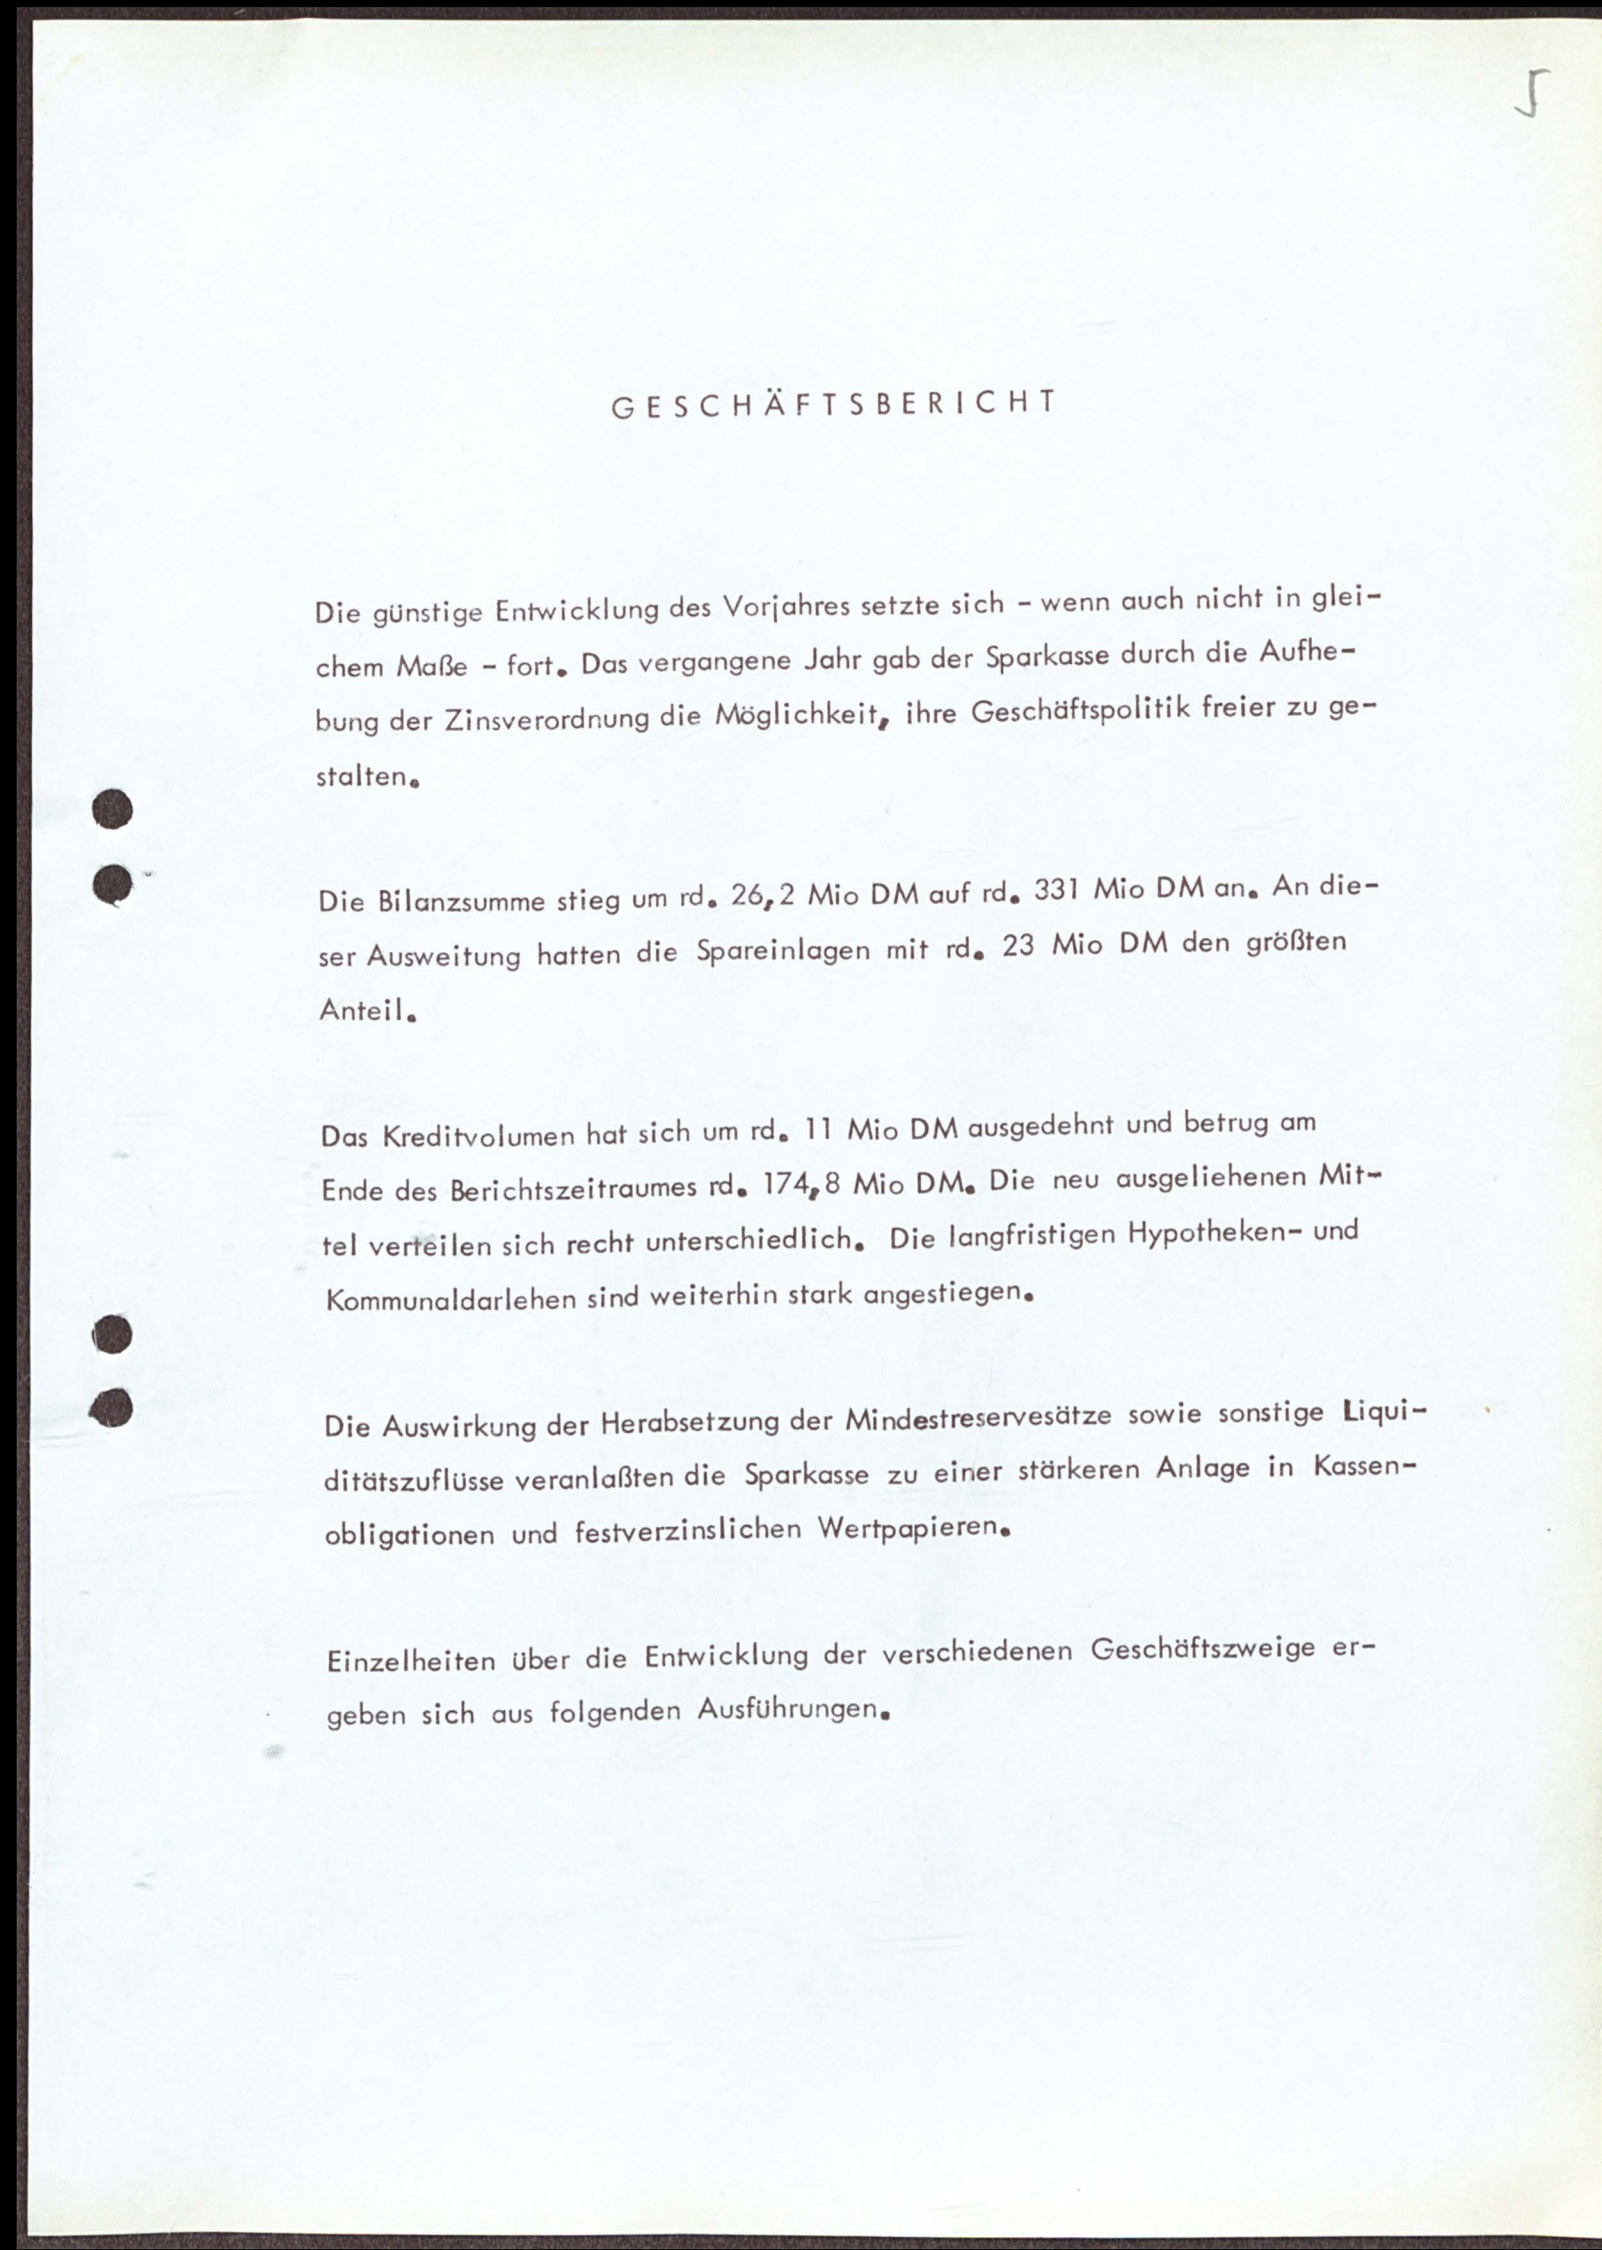 5
GESCHÄFTSBERICHT
Die günstige Entwicklung des Vorjahres setzte sich - wenn auch nicht in glei-
chem Maße - fort. Das vergangene Jahr gab der Sparkasse durch die Aufhe-
bung der Zinsverordnung die Möglichkeit, ihre Geschäftspolitik freier zu ge-
stalten.
Die Bilanzsumme stieg um rd. 26,2 Mio DM auf rd. 331 Mio DM an. An die-
ser Ausweitung hatten die Spareinlagen mit rd. 23 Mio DM den größten
Anteil.
Das Kreditvolumen hat sich um rd. 11 Mio DM ausgedehnt und betrug am
Ende des Berichtszeitraumes rd. 174,8 Mio DM. Die neu ausgeliehenen Mit-
tel verteilen sich recht unterschiedlich. Die langfristigen Hypotheken- und
Kommunaldarlehen sind weiterhin stark angestiegen.
Die Auswirkung der Herabsetzung der Mindestreservesätze sowie sonstige Liqui-
ditätszuflüsse veranlaßten die Sparkasse zu einer stärkeren Anlage in Kassen-
obligationen und festverzinslichen Wertpapieren.
Einzelheiten über die Entwicklung der verschiedenen Geschäftszweige er-
geben sich aus folgenden Ausführungen.